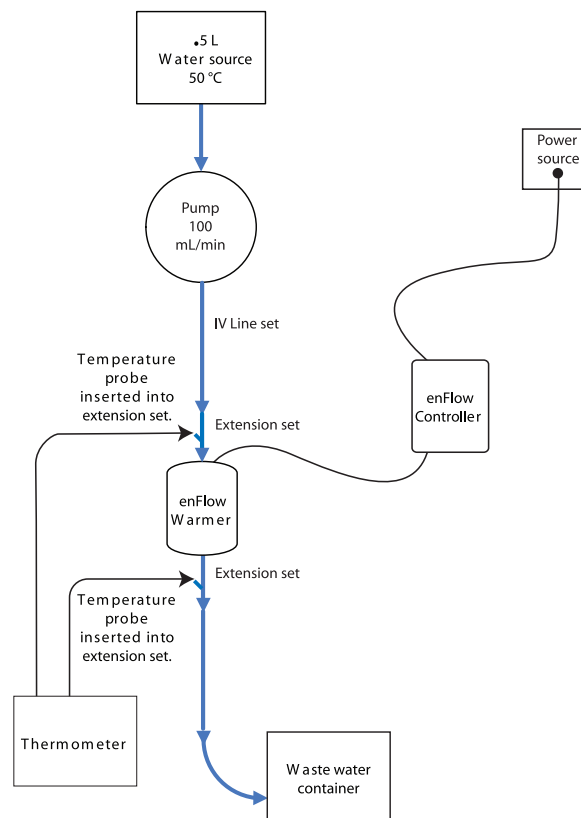 .5 L
Water source
50 °C
Power
source
Pump
100
mL/min
IV Line set
Temperature
probe
inserted into
extension set.
Extension set
enFlow
Controller
enFlow
Warmer
Extension set
Temperature
probe
inserted into
extension set.
Thermometer
Waste water
container